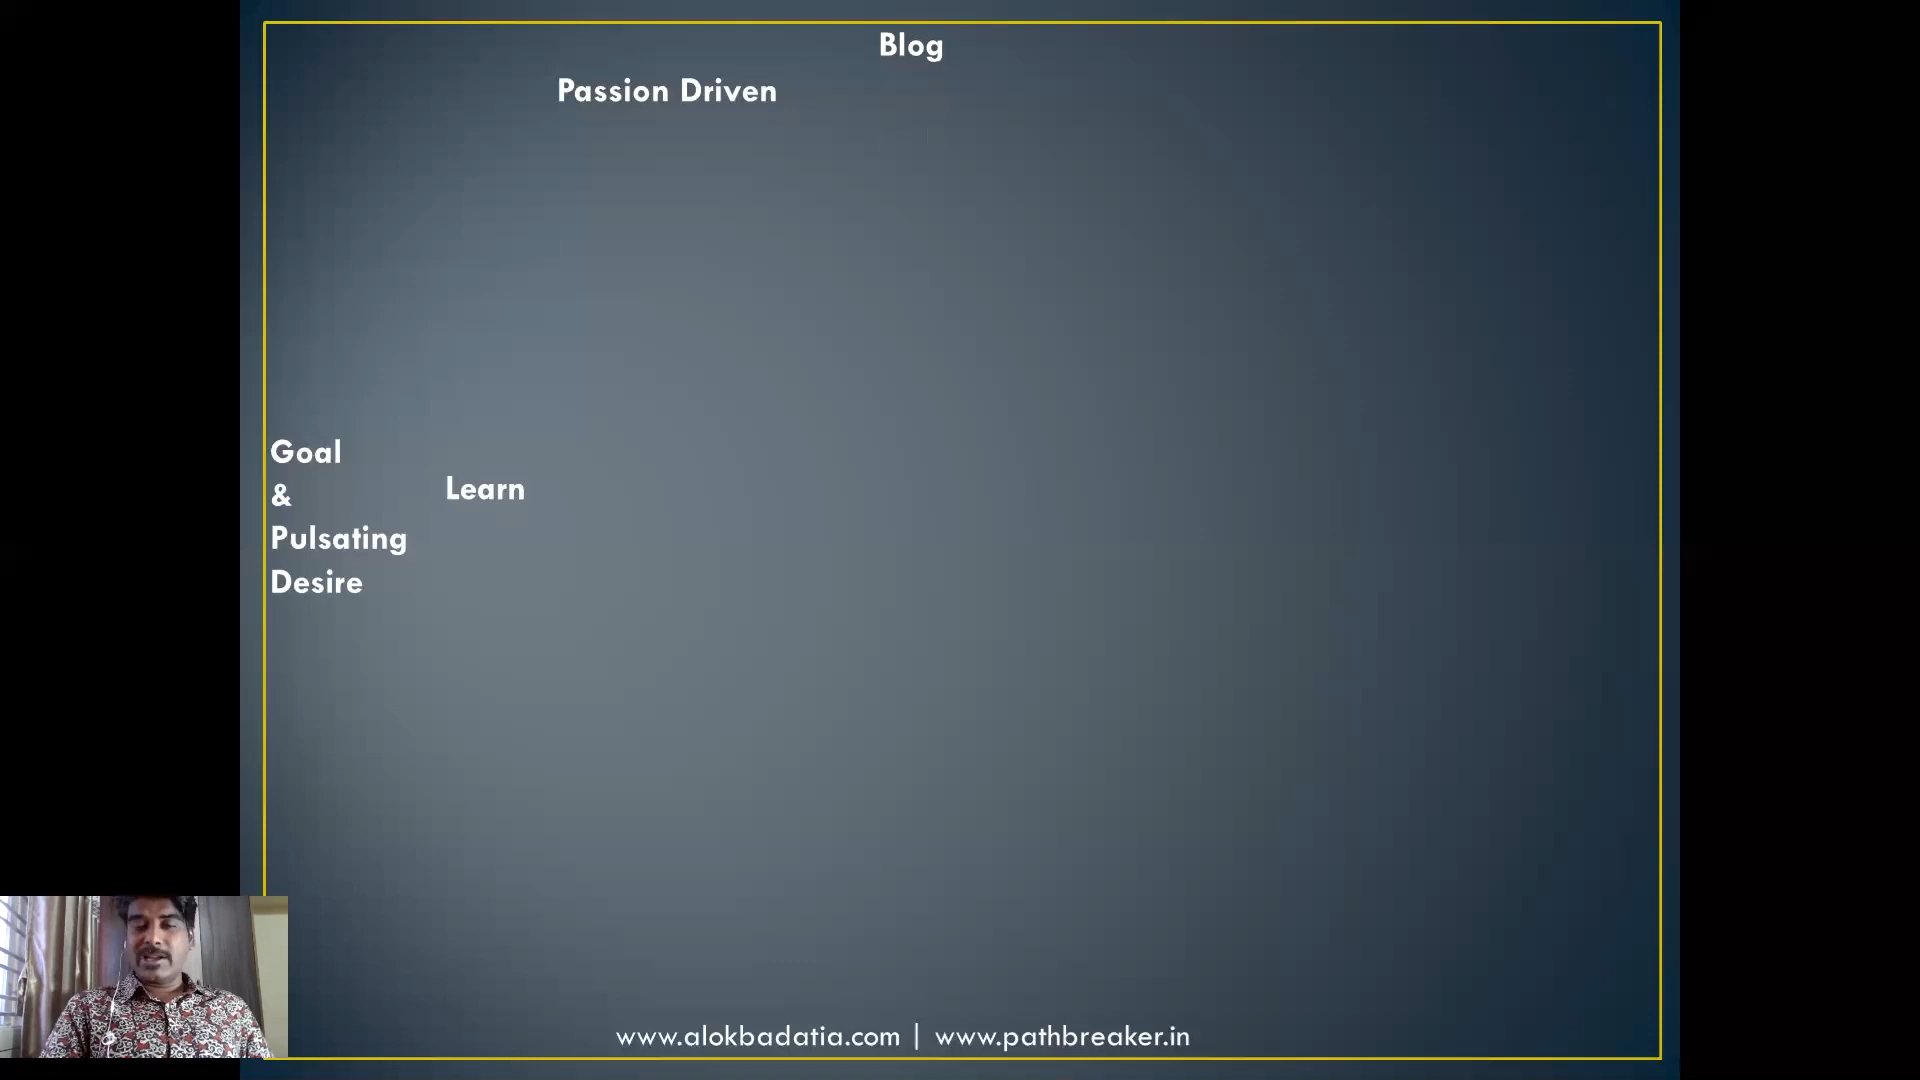 Blog
Passion Driven
Goal
&
Pulsating
Desire
Learn
www.alokbadatia.com | www.pathbreaker.in